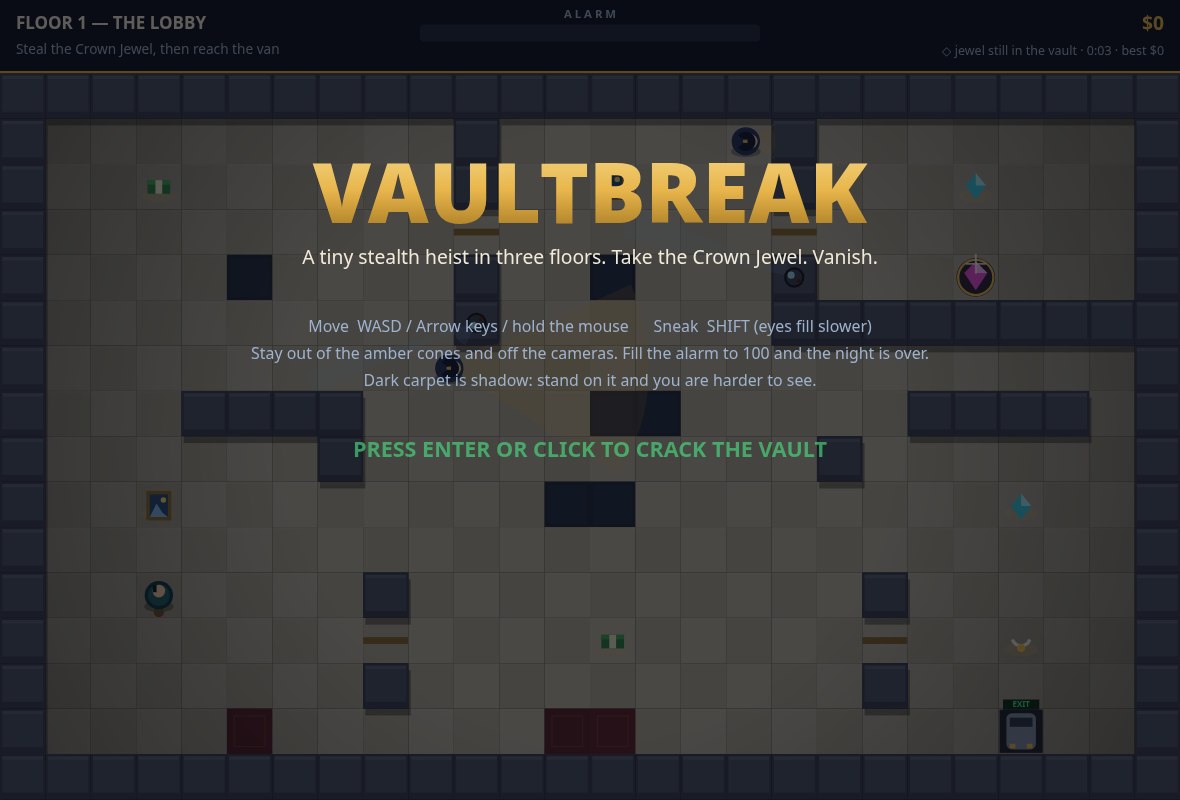 FLOOR 1 — THE LOBBY
Steal the Crown Jewel, then reach the van
ALARM
$0
◇ jewel still in the vault · 0:03 · best $0
VAULTBREAK
A tiny stealth heist in three floors. Take the Crown Jewel. Vanish.
Move WASD / Arrow keys / hold the mouse Sneak SHIFT (eyes fill slower)
Stay out of the amber cones and off the cameras. Fill the alarm to 100 and the night is over.
Dark carpet is shadow: stand on it and you are harder to see.
PRESS ENTER OR CLICK TO CRACK THE VAULT
EXIT